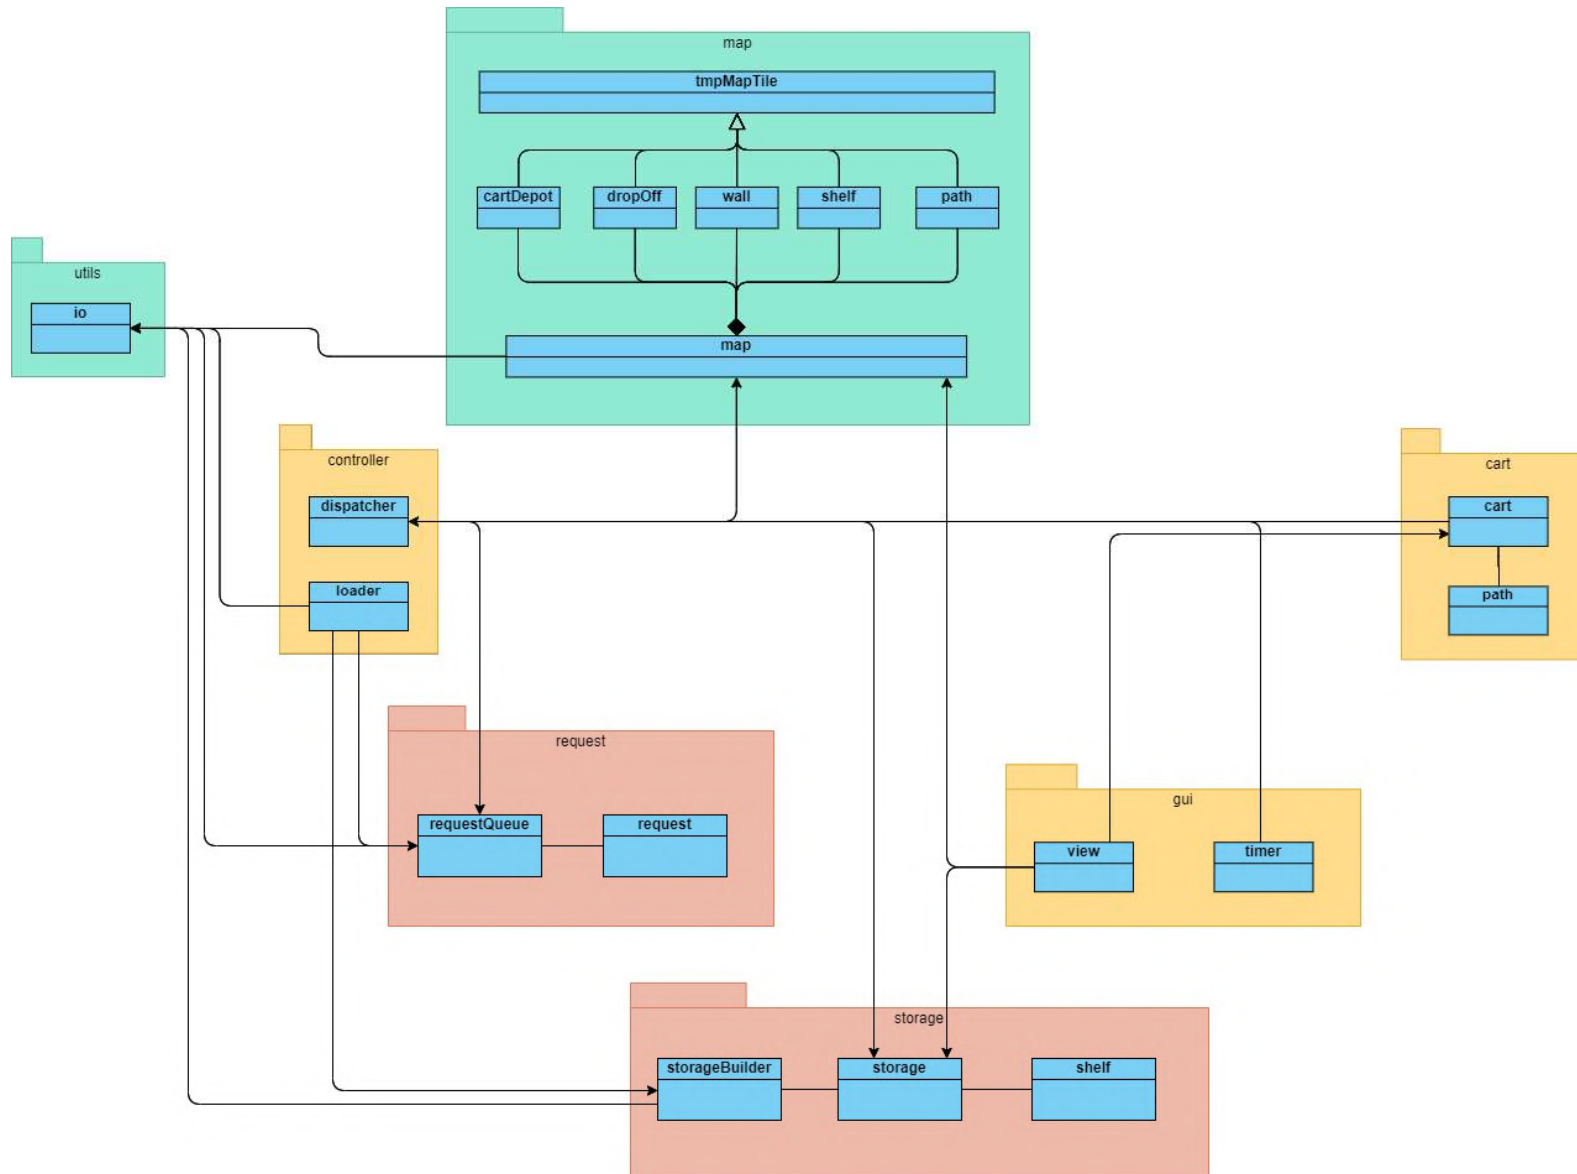 map
tmpMapTile
cartDepot
dropOff
wall
shelf
path
map
utils
io
controller
dispatcher
loader
cart
cart
path
request
requestQueue
request
gui
view
timer
storage
storageBuilder
storage
shelf